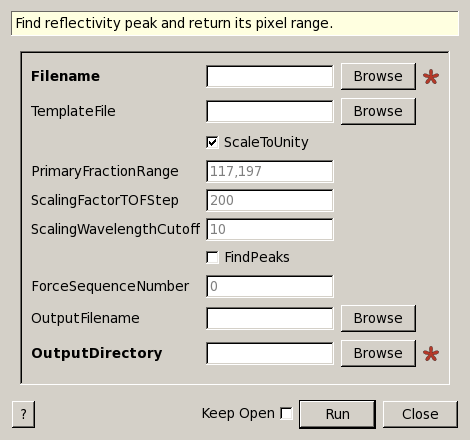 Find reflectivity peak and return its pixel range.
Filename Browse *
TemplateFile Browse
ScaleToUnity
PrimaryFractionRange 117,197
ScalingFactorTOFStep 200
ScalingWavelengthCutoff 10
FindPeaks
ForceSequenceNumber 0
OutputFilename Browse
OutputDirectory Browse *
? Keep Open Run Close